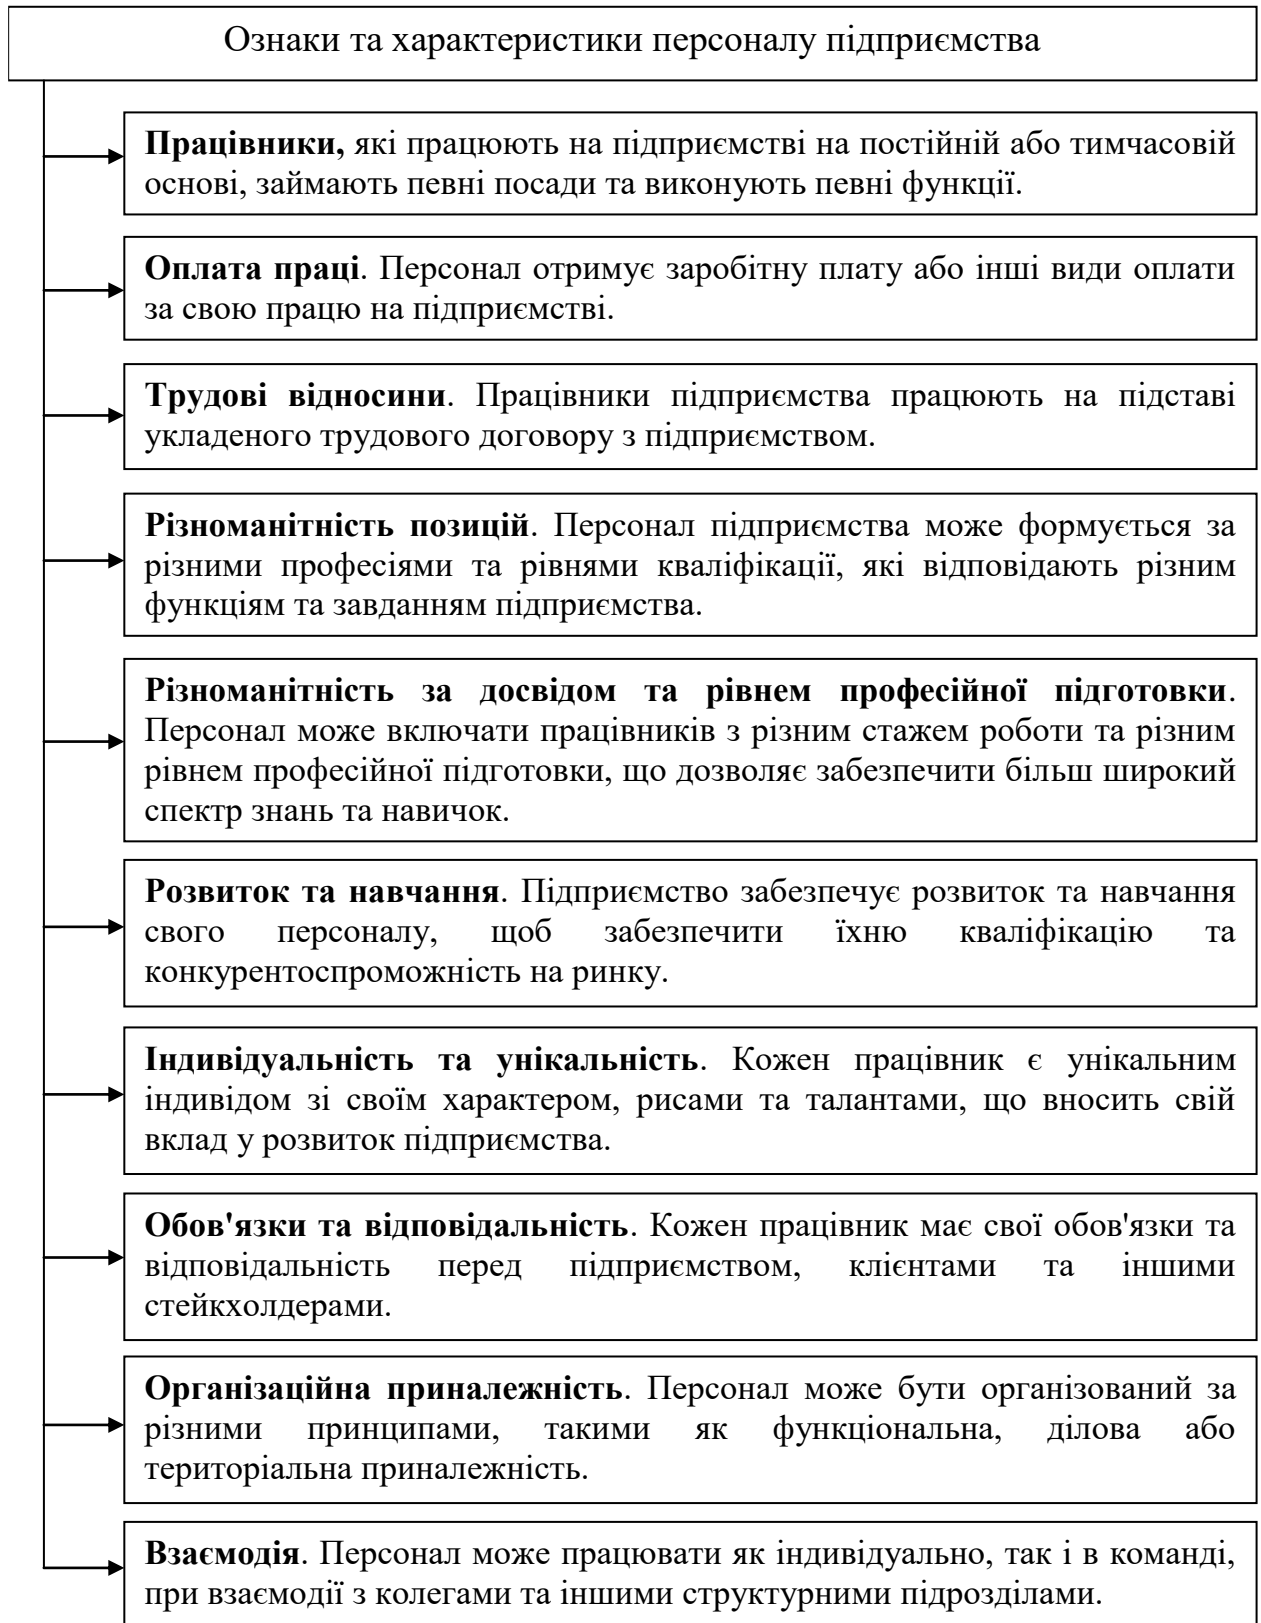 Ознаки та характеристики персоналу підприємства
Працівники, які працюють на підприємстві на постійній або тимчасовій
основі, займають певні посади та виконують певні функції.
Оплата праці. Персонал отримує заробітну плату або інші види оплати
за свою працю на підприємстві.
Трудові відносини. Працівники підприємства працюють на підставі
укладеного трудового договору з підприємством.
Різноманітність позицій. Персонал підприємства може формується за
різними професіями та рівнями кваліфікації, які відповідають різним
функціям та завданням підприємства.
Різноманітність за досвідом та рівнем професійної підготовки.
Персонал може включати працівників з різним стажем роботи та різним
рівнем професійної підготовки, що дозволяє забезпечити більш широкий
спектр знань та навичок.
Розвиток та навчання. Підприємство забезпечує розвиток та навчання
свого персоналу, щоб забезпечити їхню кваліфікацію та
конкурентоспроможність на ринку.
Індивідуальність та унікальність. Кожен працівник є унікальним
індивідом зі своїм характером, рисами та талантами, що вносить свій
вклад у розвиток підприємства.
Обов'язки та відповідальність. Кожен працівник має свої обов'язки та
відповідальність перед підприємством, клієнтами та іншими
стейкхолдерами.
Організаційна приналежність. Персонал може бути організований за
різними принципами, такими як функціональна, ділова або
територіальна приналежність.
Взаємодія. Персонал може працювати як індивідуально, так і в команді,
при взаємодії з колегами та іншими структурними підрозділами.